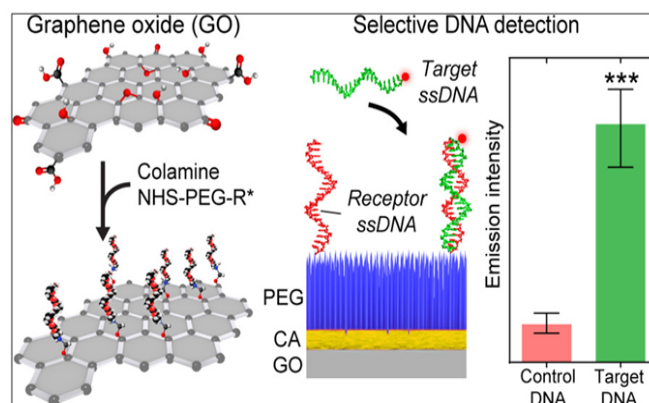 Graphene oxide (GO)
Colamine
NHS-PEG-R*
Selective DNA detection
Target
ssDNA
Receptor
ssDNA
PEG
CA
GO
***
Emission intensity
Control
DNA
Target
DNA